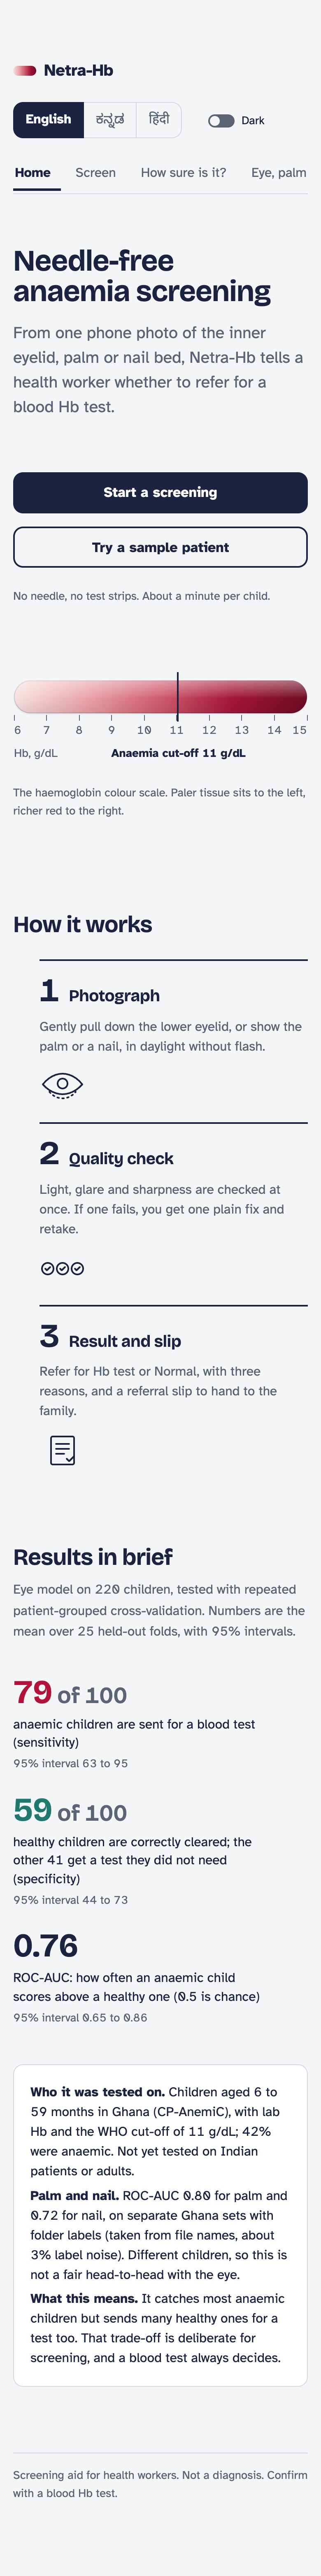 Netra-Hb
English ಕನ್ನಡ हिंदी Dark
Home Screen How sure is it? Eye, palm
Needle-free
anaemia screening
From one phone photo of the inner
eyelid, palm or nail bed, Netra-Hb tells a
health worker whether to refer for a
blood Hb test.
Start a screening
Try a sample patient
No needle, no test strips. About a minute per child.
6 7 8 9 10 11 12 13 14 15
Hb, g/dL Anaemia cut-off 11 g/dL
The haemoglobin colour scale. Paler tissue sits to the left,
richer red to the right.
How it works
1 Photograph
Gently pull down the lower eyelid, or show the
palm or a nail, in daylight without flash.
2 Quality check
Light, glare and sharpness are checked at
once. If one fails, you get one plain fix and
retake.
3 Result and slip
Refer for Hb test or Normal, with three
reasons, and a referral slip to hand to the
family.
Results in brief
Eye model on 220 children, tested with repeated
patient-grouped cross-validation. Numbers are the
mean over 25 held-out folds, with 95% intervals.
79 of 100
anaemic children are sent for a blood test
(sensitivity)
95% interval 63 to 95
59 of 100
healthy children are correctly cleared; the
other 41 get a test they did not need
(specificity)
95% interval 44 to 73
0.76
ROC-AUC: how often an anaemic child
scores above a healthy one (0.5 is chance)
95% interval 0.65 to 0.86
Who it was tested on. Children aged 6 to
59 months in Ghana (CP-AnemiC), with lab
Hb and the WHO cut-off of 11 g/dL; 42%
were anaemic. Not yet tested on Indian
patients or adults.
Palm and nail. ROC-AUC 0.80 for palm and
0.72 for nail, on separate Ghana sets with
folder labels (taken from file names, about
3% label noise). Different children, so this is
not a fair head-to-head with the eye.
What this means. It catches most anaemic
children but sends many healthy ones for a
test too. That trade-off is deliberate for
screening, and a blood test always decides.
Screening aid for health workers. Not a diagnosis. Confirm
with a blood Hb test.